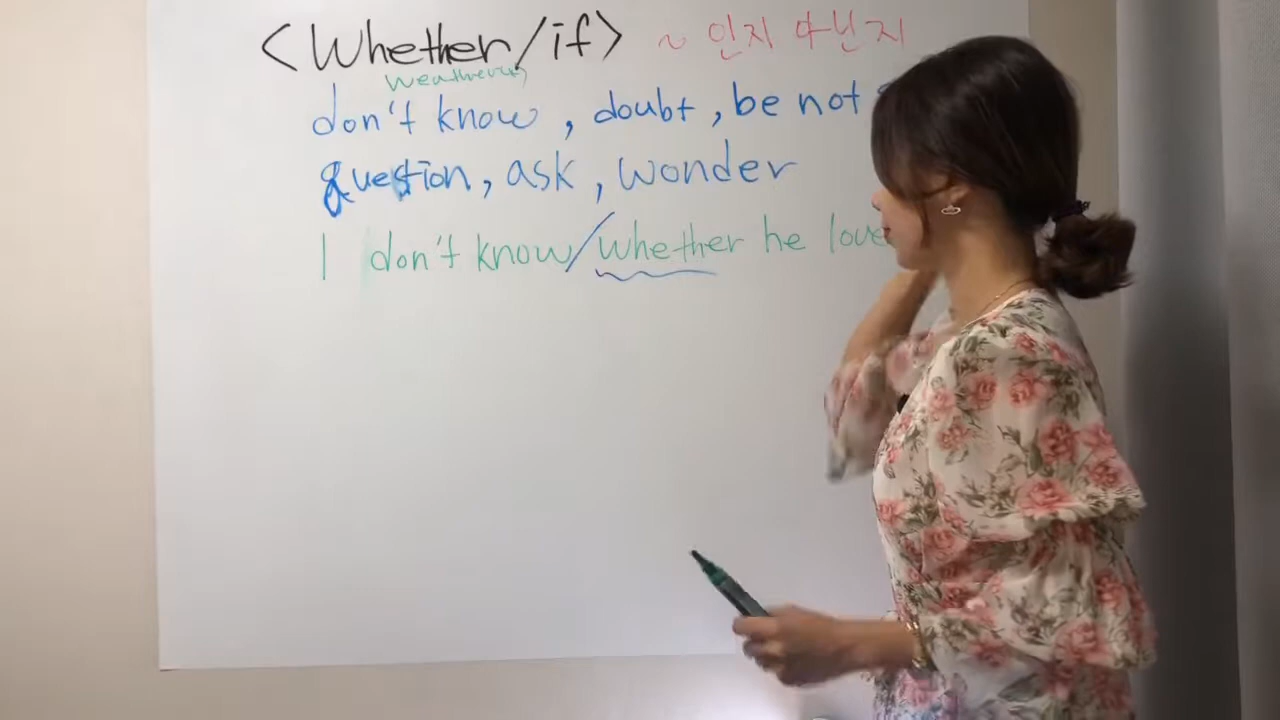 <Whether/if> ~ 인지 아닌지
don't know, doubt, be not
question, ask, wonder
I don't know/whether he love